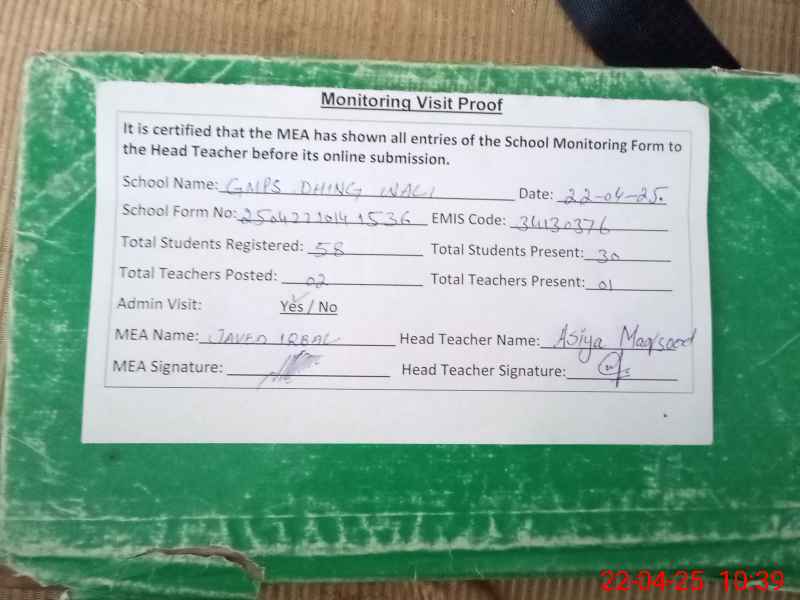 Monitoring Visit Proof
It is certified that the MEA has shown all entries of the School Monitoring Form to
the Head Teacher before its online submission.
School Name: GMPS DHING WALI Date: 22-04-25.
School Form No: 25042210141536 EMIS Code: 34130376
Total Students Registered: 58 Total Students Present: 30
Total Teachers Posted: 02 Total Teachers Present: 01
Admin Visit: Yes / No
MEA Name: JAVED IQBAL Head Teacher Name: Asiya Maqsood
MEA Signature: Head Teacher Signature:
22-04-25 10:39